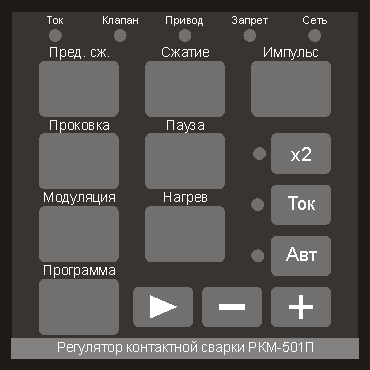 Ток Клапан Привод Запрет Сеть
Пред. сж. Сжатие Импульс
Проковка Пауза
x2
Модуляция Нагрев
Ток
Авт
Программа
Регулятор контактной сварки РКМ-501П